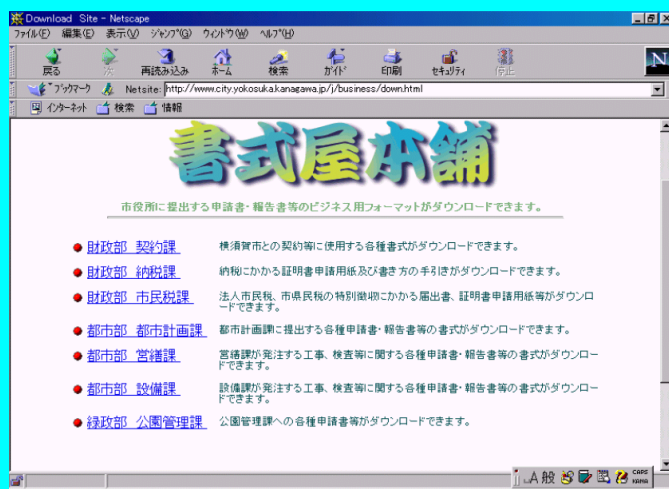 Download Site - Netscape
ファイル(F) 編集(E) 表示(V) ジャンプ(G) ウィンドウ(W) ヘルプ(H)
戻る 次 再読み込み ホーム 検索 ガイド 印刷 セキュリティ 停止 N
ブックマーク Netsite: http://www.city.yokosuka.kanagawa.jp/j/business/down.html
インターネット 検索 情報
書式屋本舗
市役所に提出する申請書・報告書等のビジネス用フォーマットがダウンロードできます。
財政部 契約課 横須賀市との契約等に使用する各種書式がダウンロードできます。
財政部 納税課 納税にかかる証明書申請用紙及び書き方の手引きがダウンロードできます。
財政部 市民税課 法人市民税、市県民税の特別徴収にかかる届出書、証明書申請用紙等がダウンロ
ードできます。
都市部 都市計画課 都市計画課に提出する各種申請書・報告書等の書式がダウンロードできます。
都市部 営繕課 営繕課が発注する工事、検査等に関する各種申請書・報告書等の書式がダウンロー
ドできます。
都市部 設備課 設備課が発注する工事、検査等に関する各種申請書・報告書等の書式がダウンロー
ドできます。
緑政部 公園管理課 公園管理課への各種申請書等がダウンロードできます。
A 般 CAPS
KANA